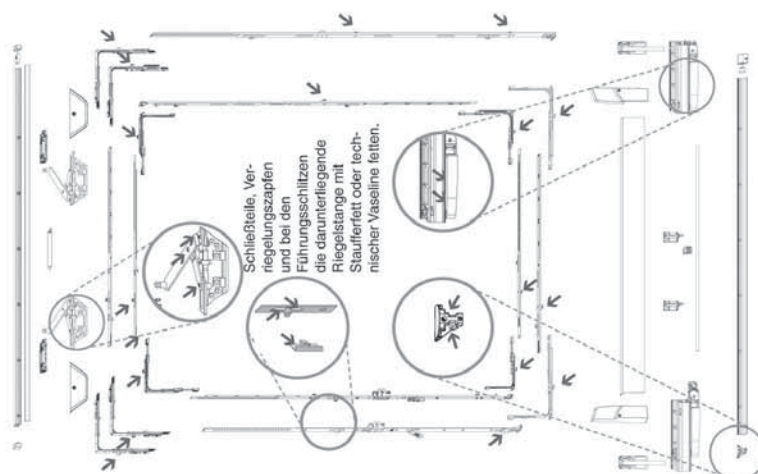 Schließteile, Ver-
riegelungszapfen
und bei den
Führungsschlitzen
die darunterliegende
Riegelstange mit
Staufferfett oder tech-
nischer Vaseline fetten.